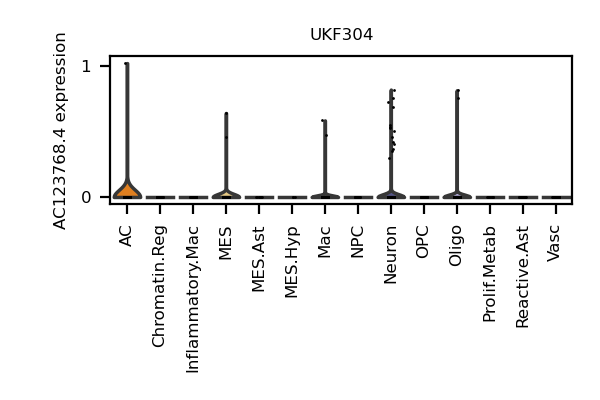 UKF304
AC123768.4 expression
1
0
AC
Chromatin.Reg
Inflammatory.Mac
MES
MES.Ast
MES.Hyp
Mac
NPC
Neuron
OPC
Oligo
Prolif.Metab
Reactive.Ast
Vasc